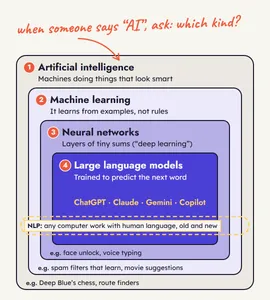 when someone says “AI”, ask: which kind?
1 Artificial intelligence
Machines doing things that look smart
2 Machine learning
It learns from examples, not rules
3 Neural networks
Layers of tiny sums (“deep learning”)
4 Large language models
Trained to predict the next word
ChatGPT · Claude · Gemini · Copilot
NLP: any computer work with human language, old and new
e.g. face unlock, voice typing
e.g. spam filters that learn, movie suggestions
e.g. Deep Blue’s chess, route finders